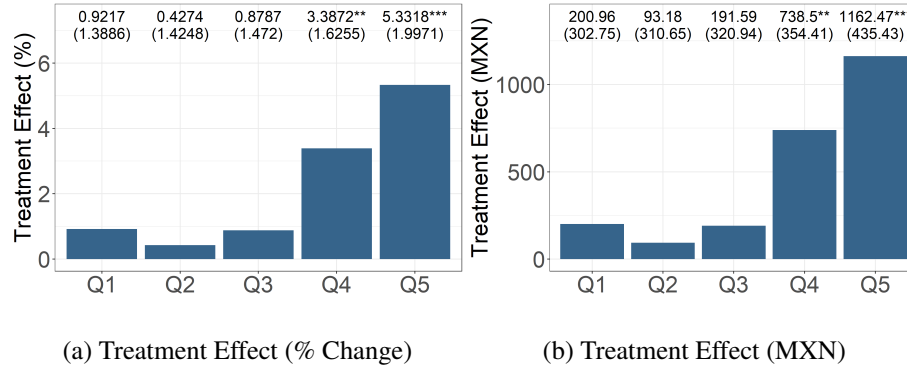 0.9217 0.4274 0.8787 3.3872** 5.3318***
(1.3886) (1.4248) (1.472) (1.6255) (1.9971)
Treatment Effect (%)
6
4
2
0
Q1 Q2 Q3 Q4 Q5
(a) Treatment Effect (% Change)
200.96 93.18 191.59 738.5** 1162.47**
(302.75) (310.65) (320.94) (354.41) (435.43)
Treatment Effect (MXN)
1000
500
0
Q1 Q2 Q3 Q4 Q5
(b) Treatment Effect (MXN)